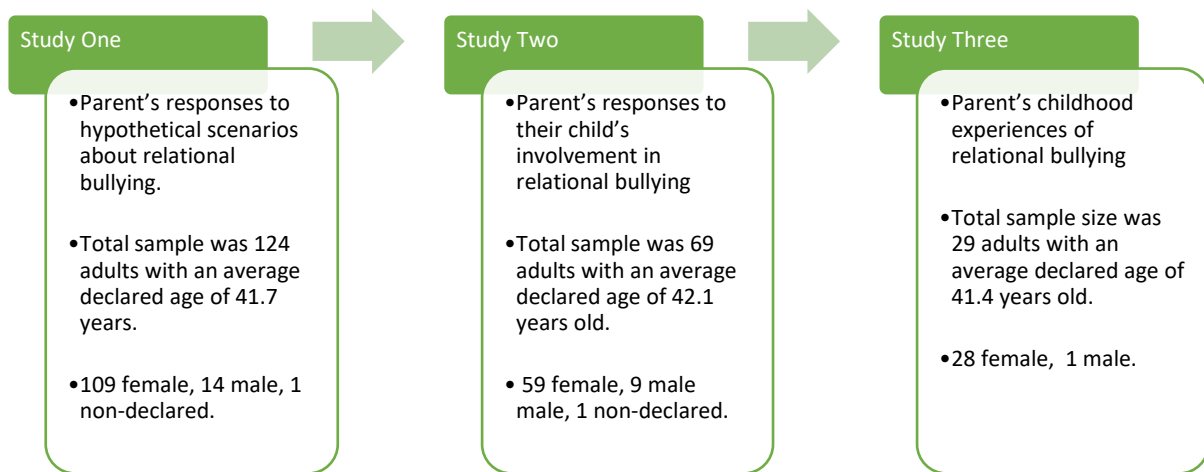 Study One
•Parent's responses to
hypothetical scenarios
about relational
bullying.
•Total sample was 124
adults with an average
declared age of 41.7
years.
•109 female, 14 male, 1
non-declared.
Study Two
•Parent's responses to
their child's
involvement in
relational bullying
•Total sample was 69
adults with an average
declared age of 42.1
years old.
• 59 female, 9 male
male, 1 non-declared.
Study Three
•Parent's childhood
experiences of
relational bullying
•Total sample size was
29 adults with an
average declared age of
41.4 years old.
•28 female,  1 male.